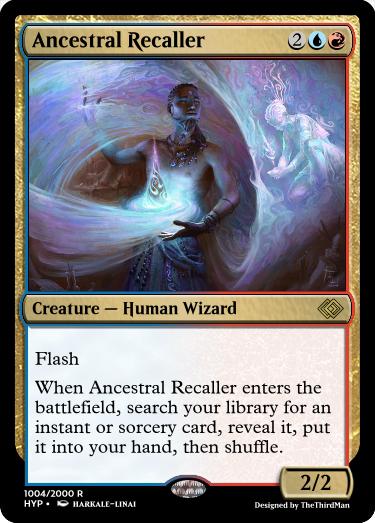 Ancestral Recaller 2
Creature — Human Wizard
Flash
When Ancestral Recaller enters the
battlefield, search your library for an
instant or sorcery card, reveal it, put
it into your hand, then shuffle.
2/2
1004/2000 R
HYP • HARKALE-LINAI
Designed by TheThirdMan